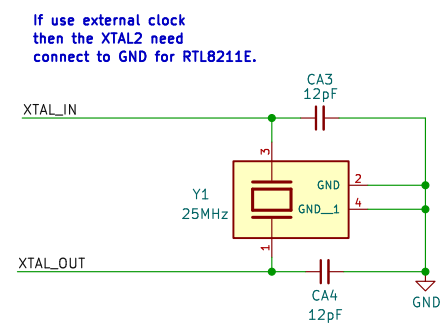 If use external clock
then the XTAL2 need
connect to GND for RTL8211E.
CA3
12pF
XTAL_IN
3
Y1
25MHz
GND 2
GND__1 4
1
XTAL_OUT
CA4
12pF
GND